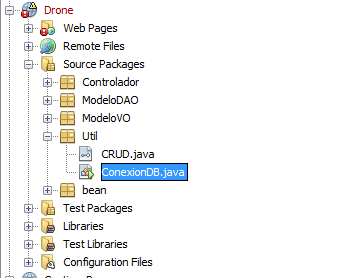 Drone
Web Pages
Remote Files
Source Packages
Controlador
ModeloDAO
ModeloVO
Util
CRUD.java
ConexionDB.java
bean
Test Packages
Libraries
Test Libraries
Configuration Files